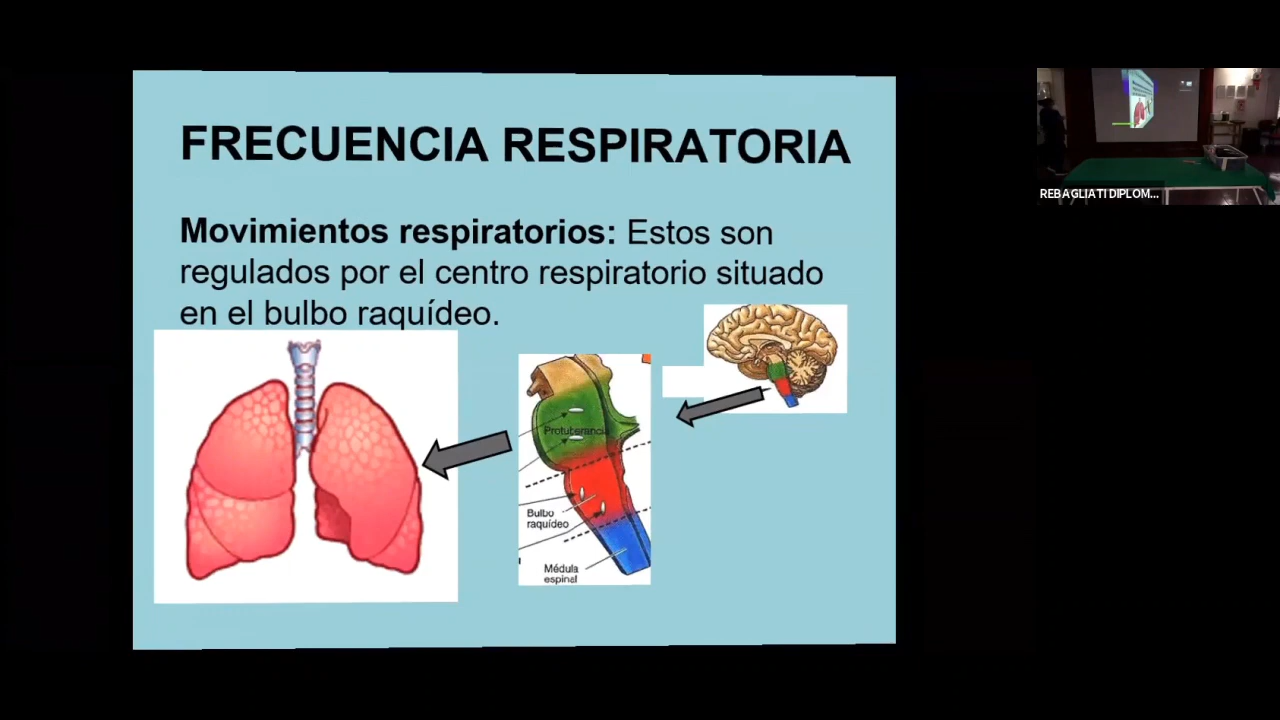 FRECUENCIA RESPIRATORIA
Movimientos respiratorios: Estos son
regulados por el centro respiratorio situado
en el bulbo raquídeo.
Protuberancia
Bulbo
raquídeo
Médula
espinal
REBAGLIATI DIPLOM...